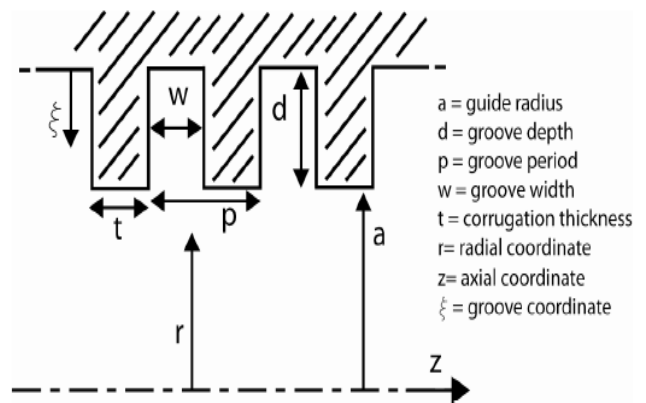 ξ
w
d
t
p
a
r
z
a = guide radius
d = groove depth
p = groove period
w = groove width
t = corrugation thickness
r= radial coordinate
z= axial coordinate
ξ = groove coordinate